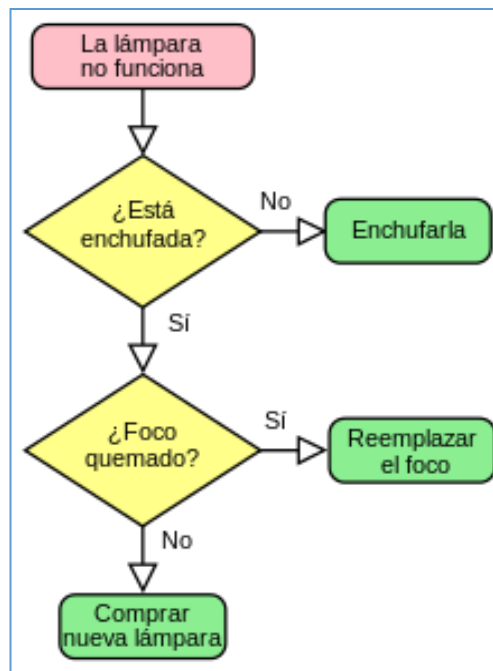 La lámpara
no funciona
¿Está
enchufada?
No
Enchufarla
Sí
¿Foco
quemado?
Sí
Reemplazar
el foco
No
Comprar
nueva lámpara